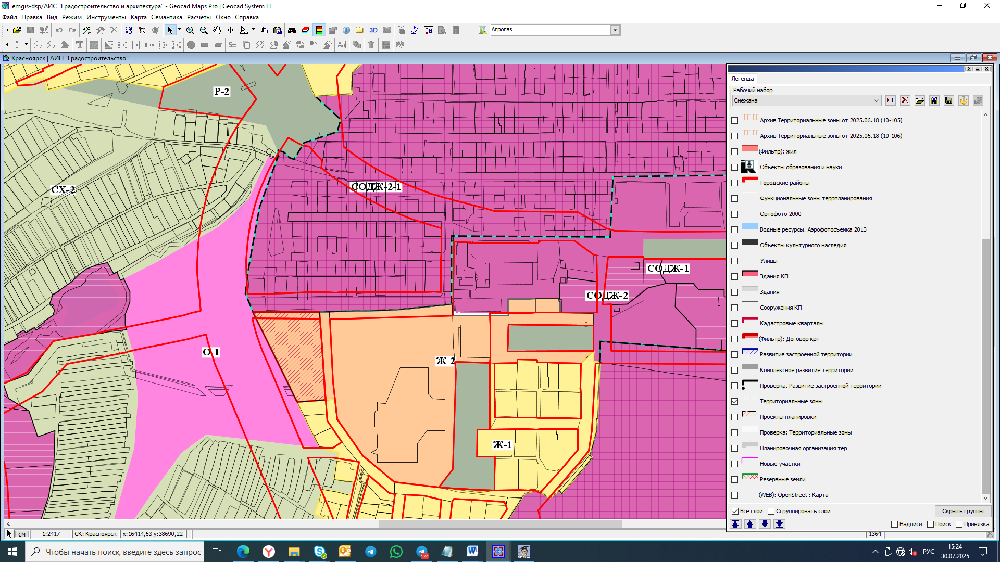 emgis-dsp/АИС "Градостроительство и архитектура" - Geocad Maps Pro | Geocad System EE
Файл Правка Вид Режим Инструменты Карта Семантика Расчеты Окно Справка
3D Агрогаз
Красноярск | АИП "Градостроительство"
Легенда
Рабочий набор
Снежана
Архив Территориальные зоны от 2025.06.18 (10-105)
Архив Территориальные зоны от 2025.06.18 (10-106)
(Фильтр): жил
Объекты образования и науки
Городские районы
Функциональные зоны террпланирования
Ортофото 2000
Водные ресурсы. Аэрофотосъемка 2013
Объекты культурного наследия
Улицы
Здания КП
Здания
Сооружения КП
Кадастровые кварталы
(Фильтр): Договор крт
Развитие застроенной территории
Комплексное развитие территории
Проверка. Развитие застроенной территории
Территориальные зоны
Проекты планировки
Проверка: Территориальные зоны
Планировочная организация тер
Новые участки
Резервные земли
(WEB): OpenStreet : Карта
Все слои Сгруппировать слои Скрыть группы
Надписи Поиск Привязка
Р-2
СХ-2
СОДЖ-2-1
СОДЖ-1
СОДЖ-2
О-1
Ж-2
Ж-1
см 1:2417 СК: Красноярск x:16414,63 y:38690,22 1364
Чтобы начать поиск, введите здесь запрос
174
РУС
15:24
30.07.2025